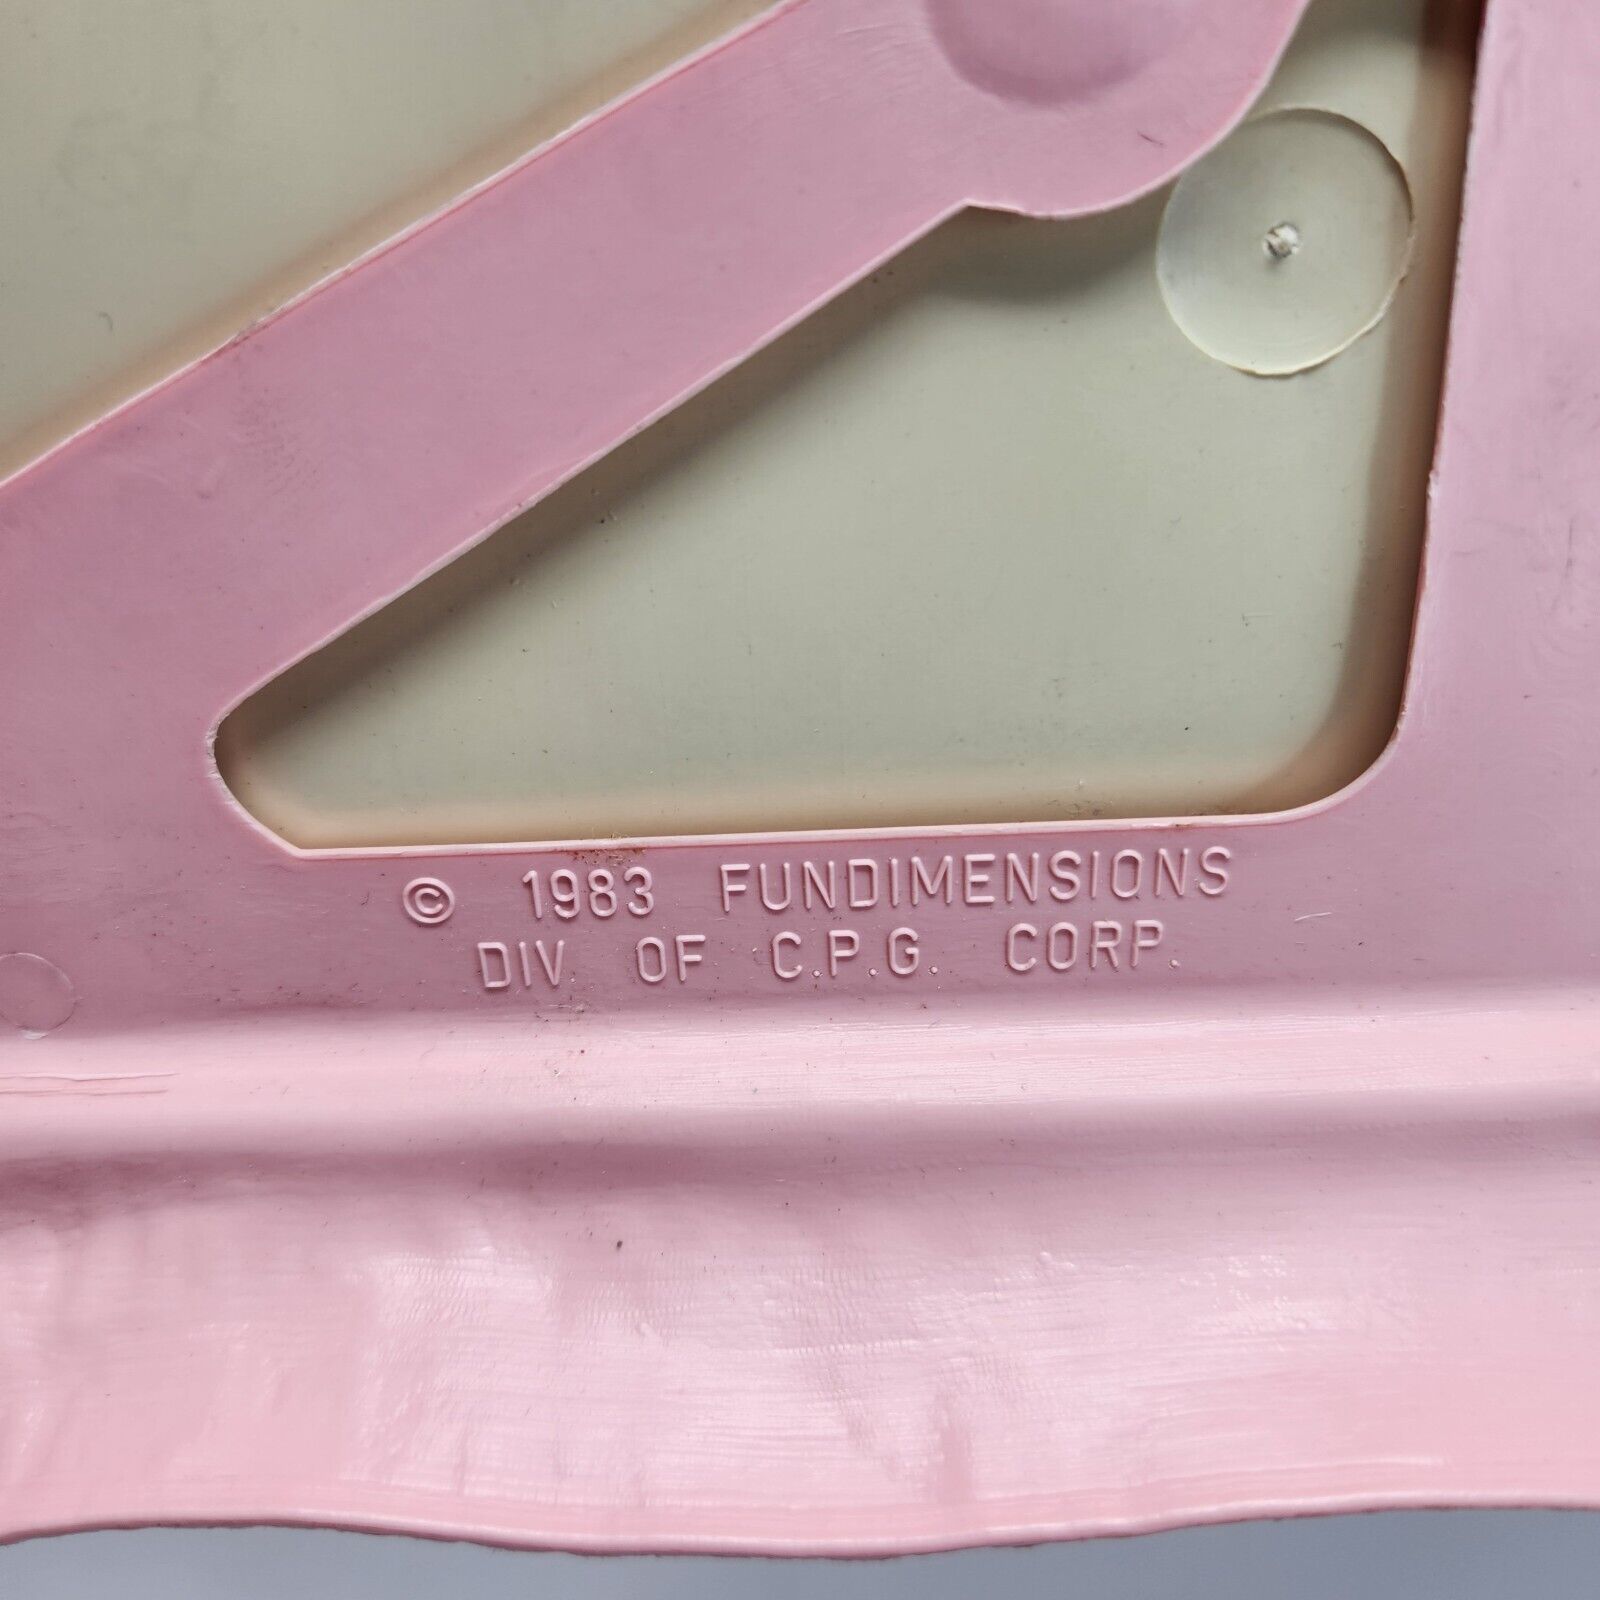 © 1983 FUNDIMENSIONS
DIV OF C.P.G. CORP.